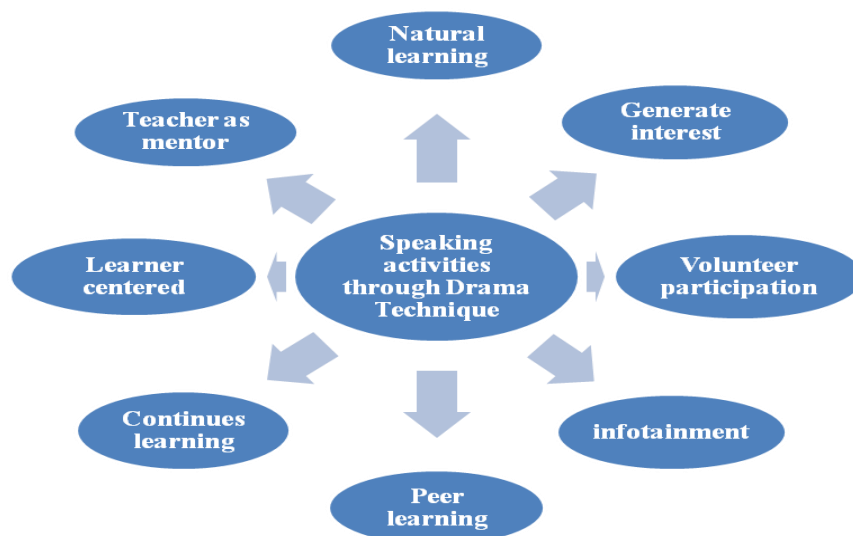 Natural
learning
Generate
interest
Teacher as
mentor
Speaking
activities
through Drama
Technique
Learner
centered
Volunteer
participation
Continues
learning
infotainment
Peer
learning